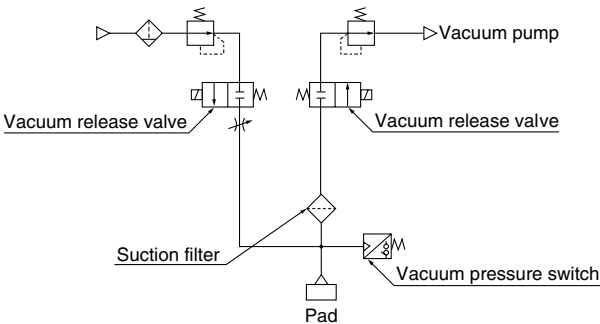 Vacuum pump
Vacuum release valve
Vacuum release valve
Suction filter
Vacuum pressure switch
Pad